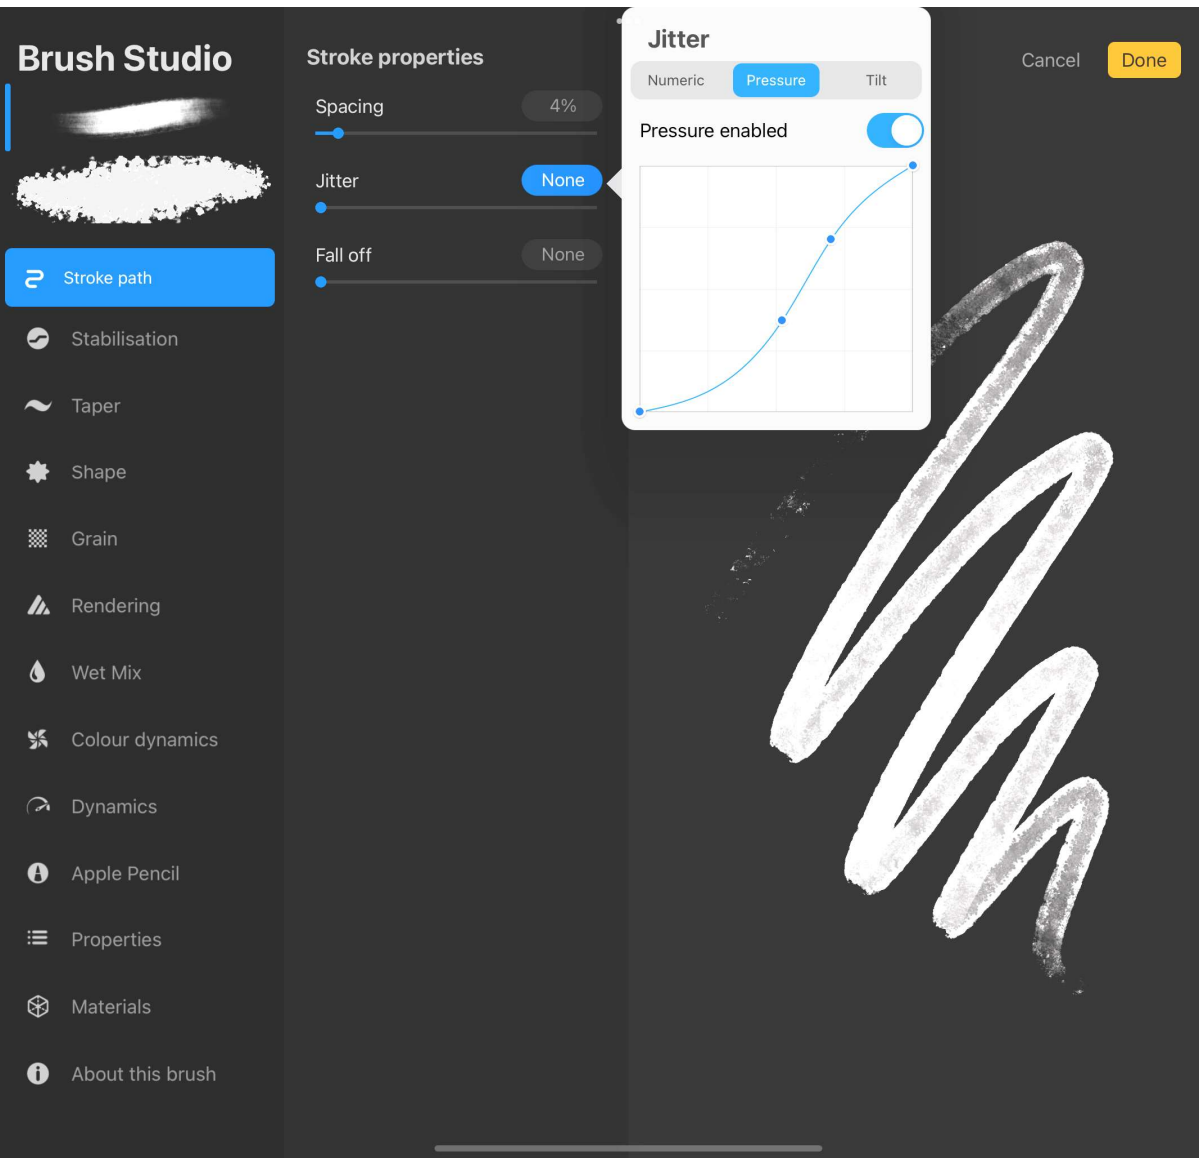 Brush Studio
Stroke path
Stabilisation
Taper
Shape
Grain
Rendering
Wet Mix
Colour dynamics
Dynamics
Apple Pencil
Properties
Materials
About this brush
Stroke properties
Spacing 4%
Jitter None
Fall off None
Jitter
Numeric Pressure Tilt
Pressure enabled
Cancel Done